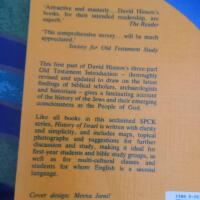 'Attractive and masterly...David Hinson's
books, for their intended readership, are
superb.'
The Reader
'This comprehensive survey...will be much
appreciated.'
Society for Old Testament Study
This first part of David Hinson's three-part
Old Testament Introduction – thoroughly
revised and updated to draw on the latest
findings of biblical scholars, archaeologists
and historians – gives a fascinating account
of the history of the Jews and their emerging
consciousness as the People of God.
Like all books in this acclaimed SPCK
series, History of Israel is written with clarity
and simplicity, and includes maps, topical
photographs and suggestions for further
discussion and study, making it ideal for
first-year students and bible study groups, as
well as for multi-cultural classes and
students for whom English is a second
language.
Cover design: Meena Jamil
ISBN